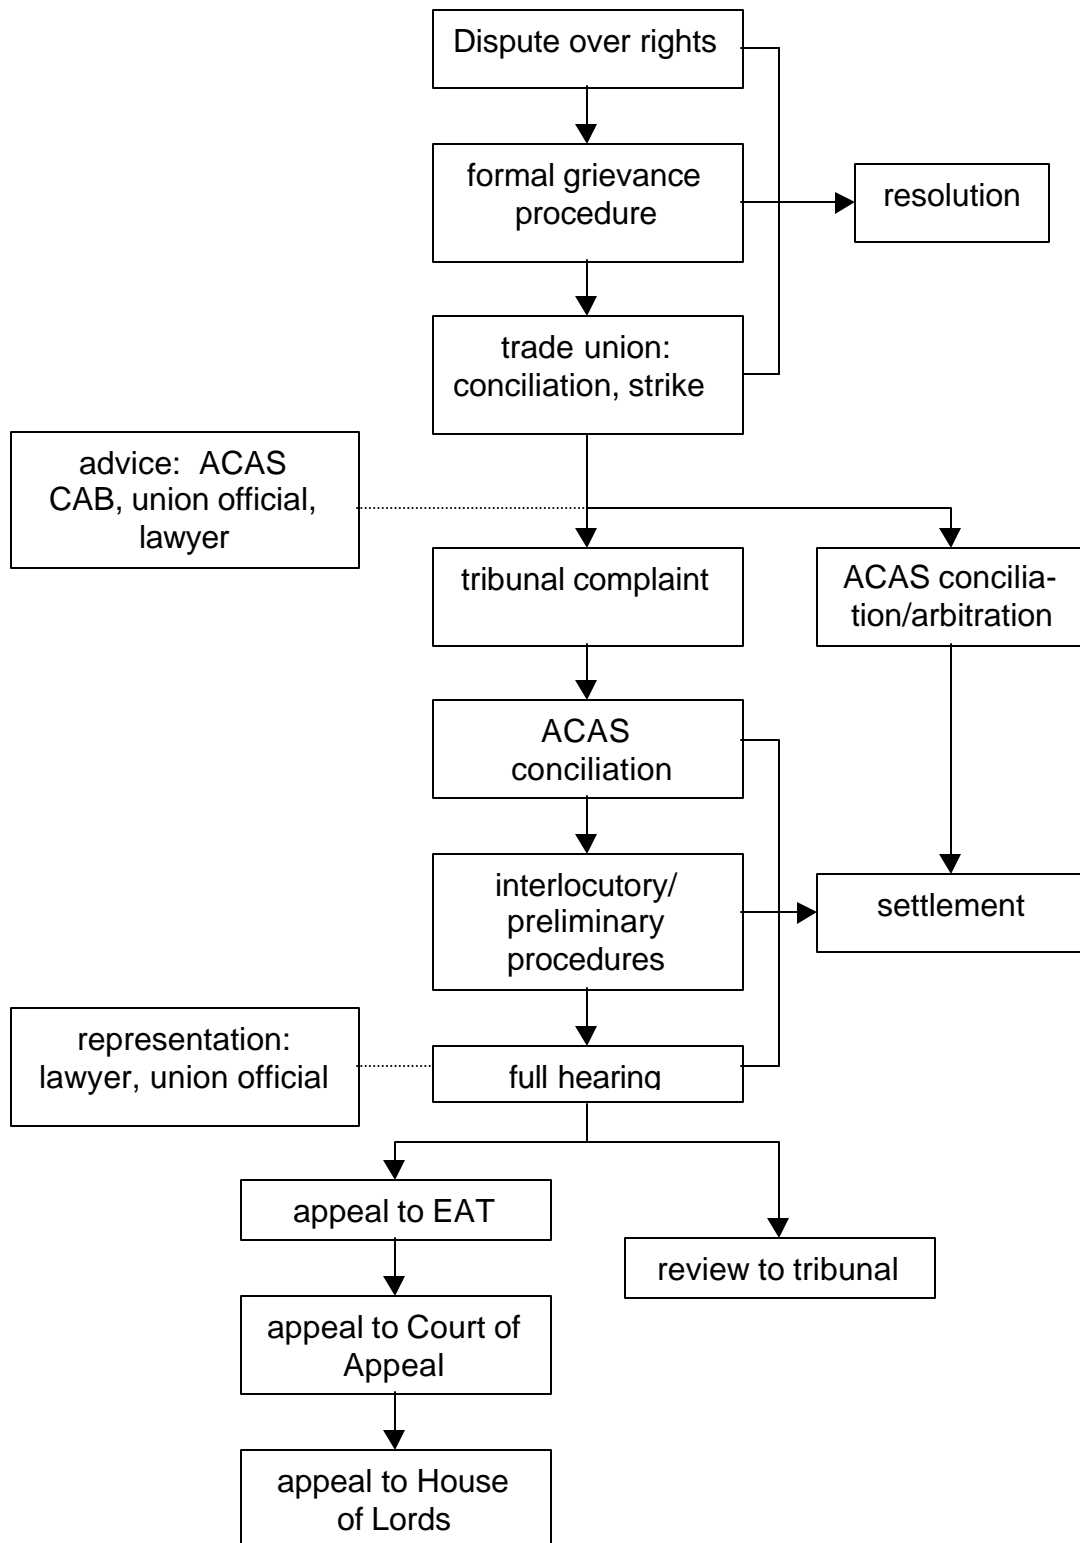 Dispute over rights
formal grievance
procedure
resolution
trade union:
conciliation, strike
advice:  ACAS
CAB, union official,
lawyer
tribunal complaint
ACAS concilia-
tion/arbitration
ACAS
conciliation
interlocutory/
preliminary
procedures
settlement
representation:
lawyer, union official
full hearing
appeal to EAT
review to tribunal
appeal to Court of
Appeal
appeal to House
of Lords